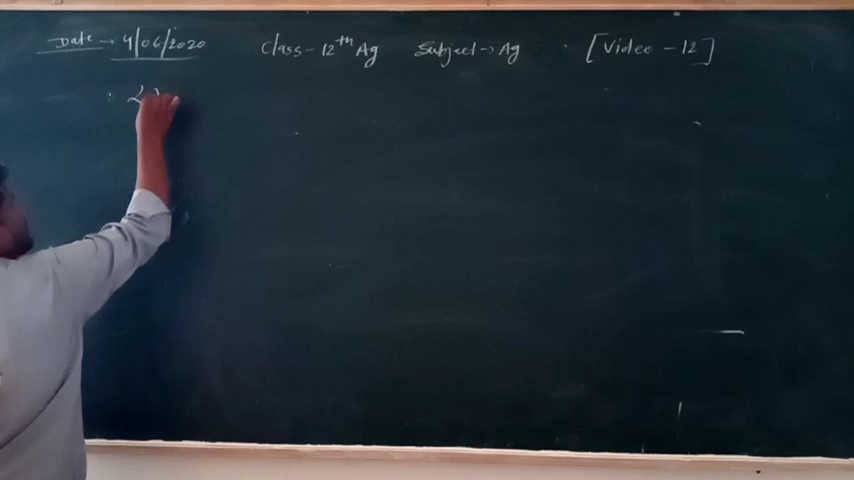 Date → 4/06/2020 Class - 12th Ag Subject → Ag [Video - 12]